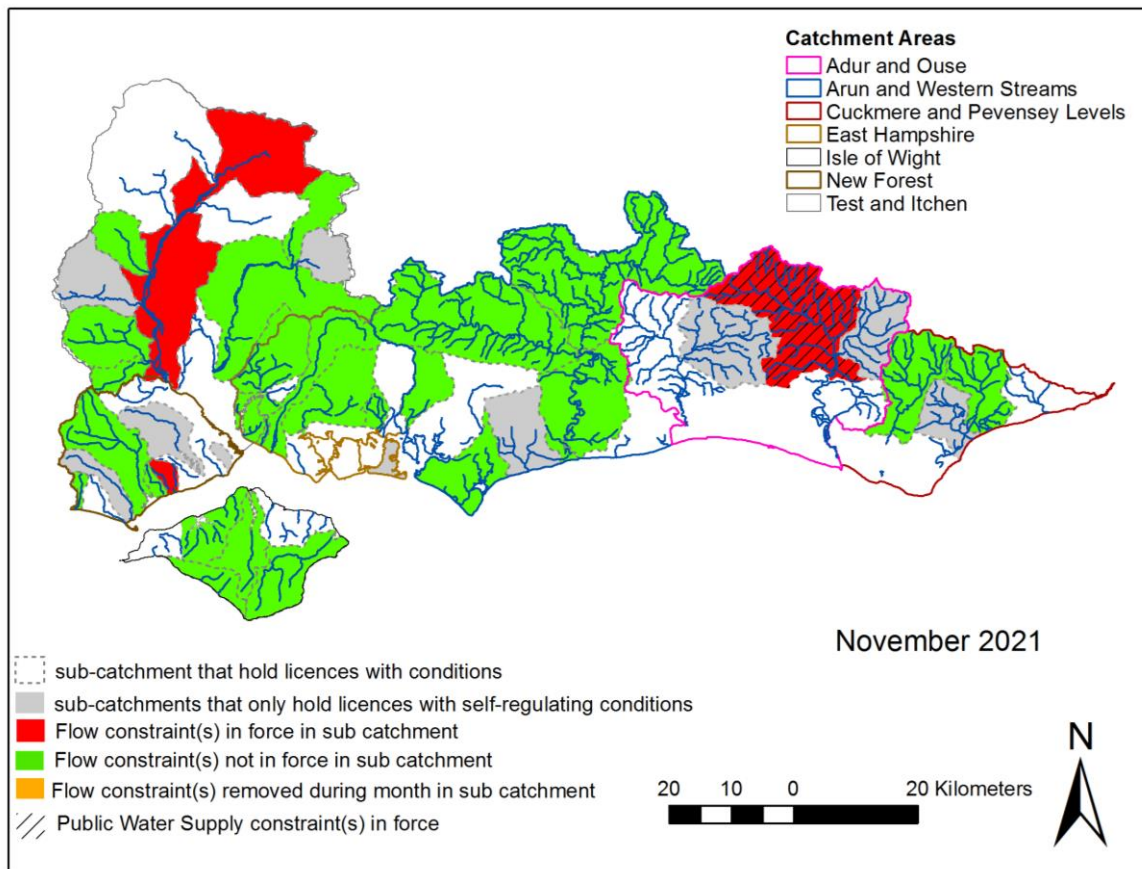 Catchment Areas
Adur and Ouse
Arun and Western Streams
Cuckmere and Pevensey Levels
East Hampshire
Isle of Wight
New Forest
Test and Itchen
November 2021
sub-catchment that hold licences with conditions
sub-catchments that only hold licences with self-regulating conditions
Flow constraint(s) in force in sub catchment
Flow constraint(s) not in force in sub catchment
Flow constraint(s) removed during month in sub catchment
Public Water Supply constraint(s) in force
20 10 0 20 Kilometers
N